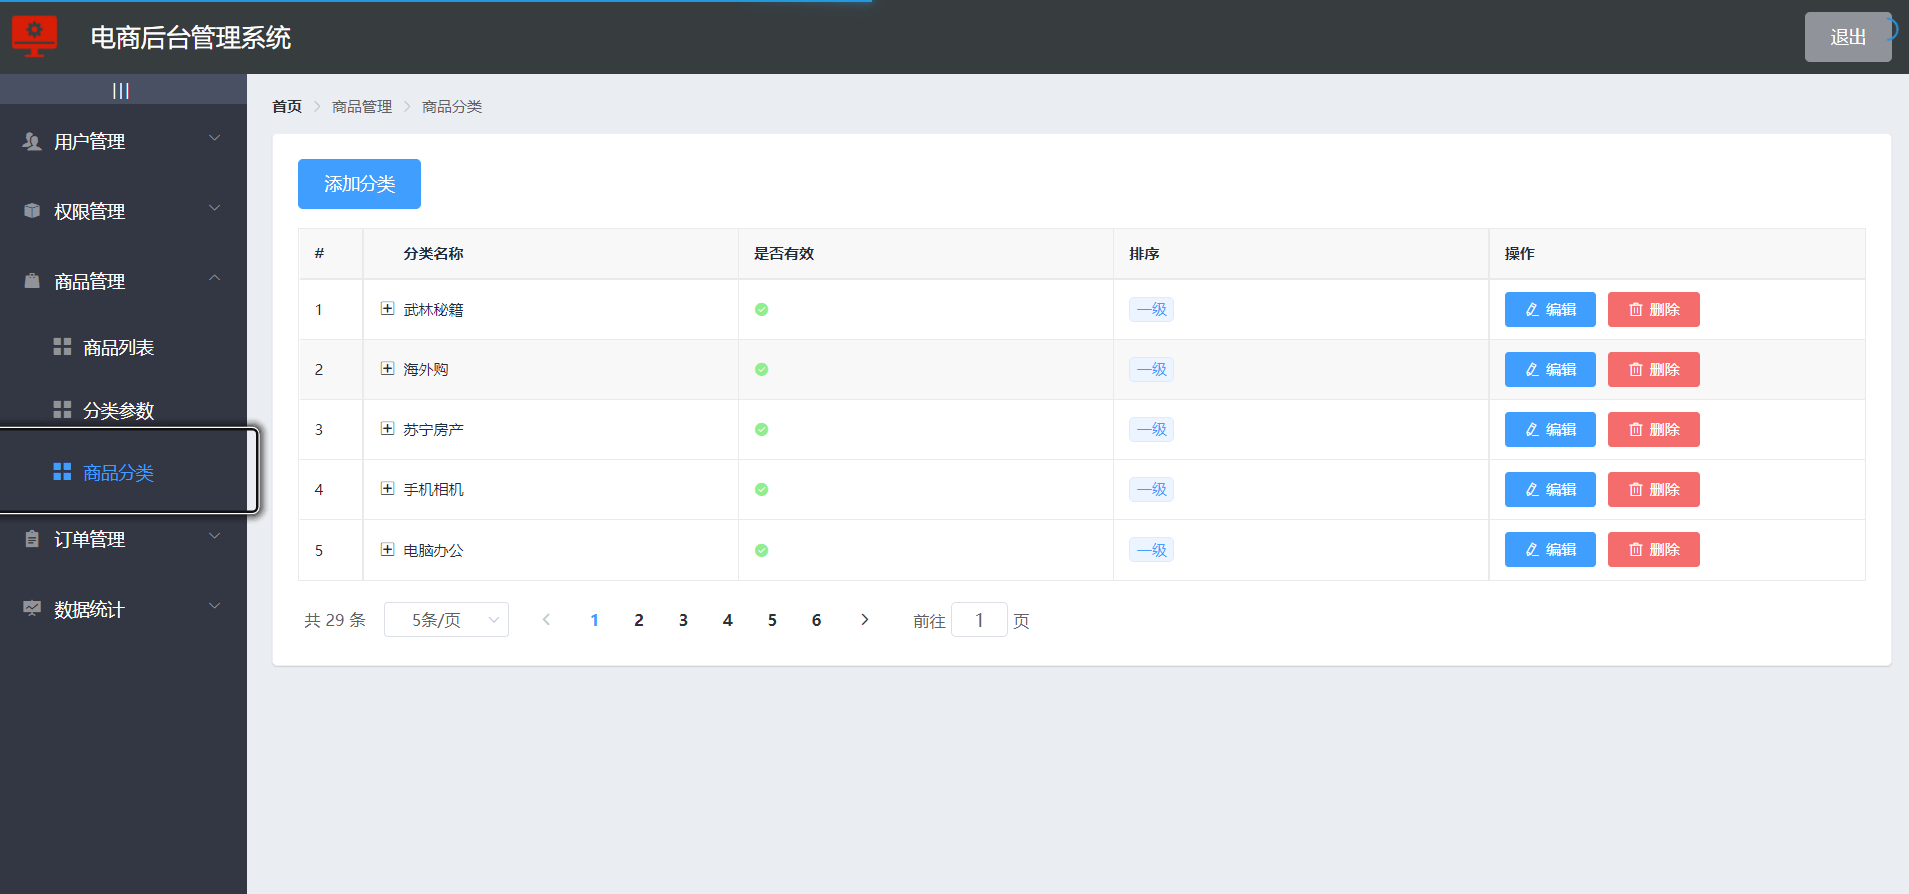 电商后台管理系统
退出
|||
用户管理
权限管理
商品管理
商品列表
分类参数
商品分类
订单管理
数据统计
首页 > 商品管理 > 商品分类
添加分类
# 分类名称 是否有效 排序 操作
1 武林秘籍 一级 编辑 删除
2 海外购 一级 编辑 删除
3 苏宁房产 一级 编辑 删除
4 手机相机 一级 编辑 删除
5 电脑办公 一级 编辑 删除
共 29 条 5条/页 < 1 2 3 4 5 6 > 前往 1 页